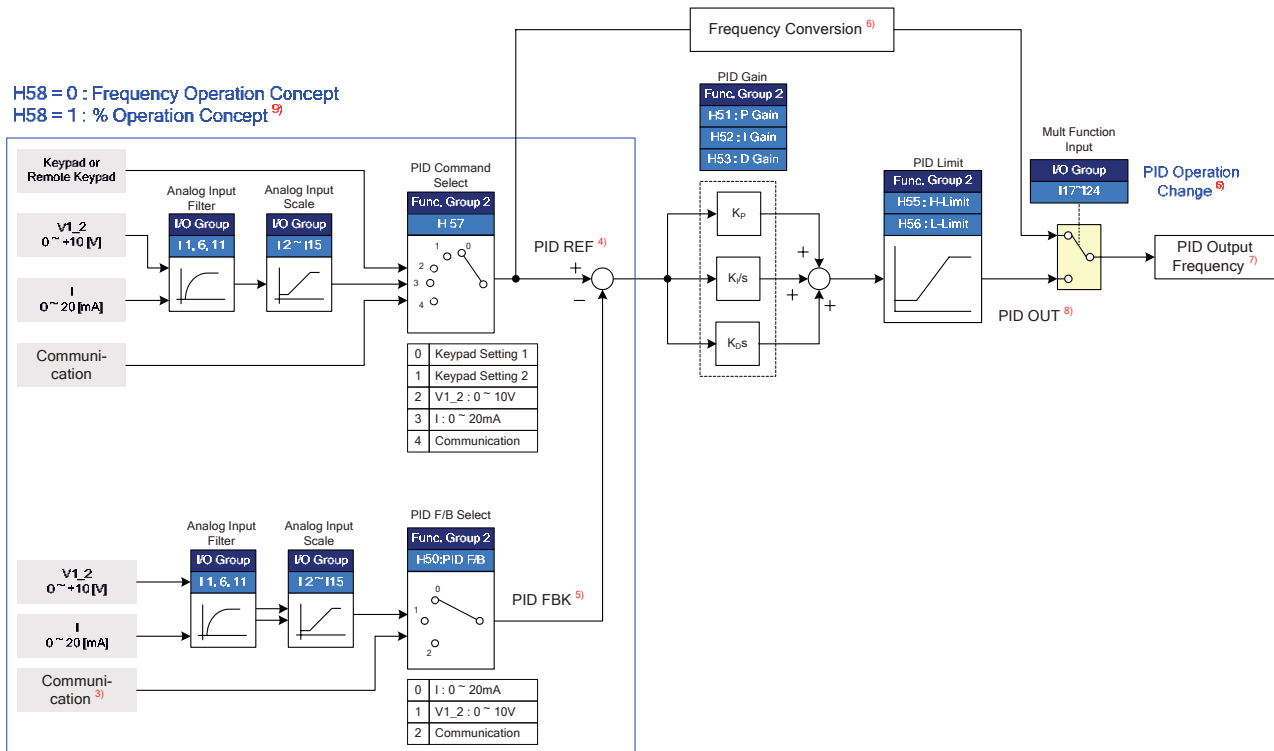 Frequency Conversion 6)
H58 = 0 : Frequency Operation Concept
H58 = 1 : % Operation Concept 9)
Keypad or
Remote Keypad
V1_2
0 ~ +10 [V]
I
0 ~ 20 [mA]
Communi-
cation
Analog Input
Filter
I/O Group
I 1, 6, 11
Analog Input
Scale
I/O Group
I 2 ~ I15
PID Command
Select
Func. Group 2
H 57
0
1
2
3
4
0 Keypad Setting 1
1 Keypad Setting 2
2 V1_2 : 0 ~ 10V
3 I : 0 ~ 20mA
4 Communication
PID REF 4)
+
−
PID Gain
Func. Group 2
H51 : P Gain
H52 : I Gain
H53 : D Gain
KP
KI/s
KDs
+
+
+
PID Limit
Func. Group 2
H55 : H-Limit
H56 : L-Limit
PID OUT 8)
Mult Function
Input
I/O Group
I17~I24
PID Operation
Change
PID Output
Frequency 7)
V1_2
0 ~ +10 [V]
I
0 ~ 20 [mA]
Communi-
cation 3)
Analog Input
Filter
I/O Group
I 1, 6, 11
Analog Input
Scale
I/O Group
I 2 ~ I15
PID F/B Select
Func. Group 2
H50:PID F/B
0
1
2
0 I : 0 ~ 20mA
1 V1_2 : 0 ~ 10V
2 Communication
PID FBK 5)